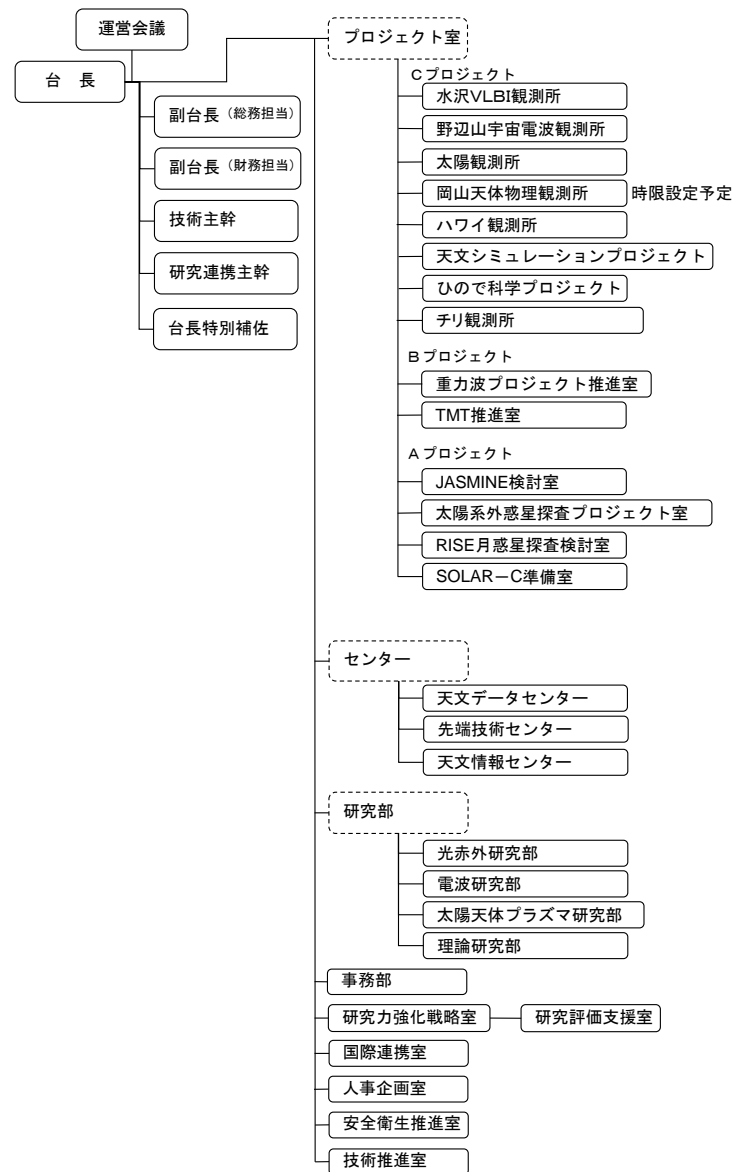 運営会議
台　長
副台長（総務担当）
副台長（財務担当）
技術主幹
研究連携主幹
台長特別補佐
プロジェクト室
Ｃプロジェクト
水沢VLBI観測所
野辺山宇宙電波観測所
太陽観測所
岡山天体物理観測所　時限設定予定
ハワイ観測所
天文シミュレーションプロジェクト
ひので科学プロジェクト
チリ観測所
Ｂプロジェクト
重力波プロジェクト推進室
TMT推進室
Ａプロジェクト
JASMINE検討室
太陽系外惑星探査プロジェクト室
RISE月惑星探査検討室
SOLAR－C準備室
センター
天文データセンター
先端技術センター
天文情報センター
研究部
光赤外研究部
電波研究部
太陽天体プラズマ研究部
理論研究部
事務部
研究力強化戦略室　研究評価支援室
国際連携室
人事企画室
安全衛生推進室
技術推進室